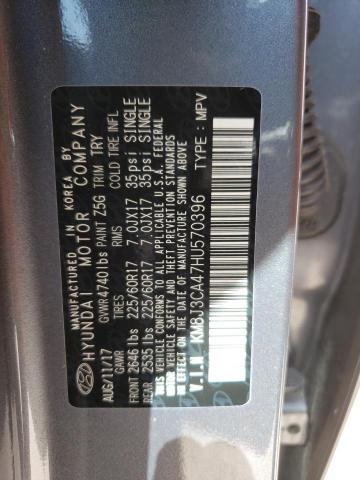 MANUFACTURED IN KOREA BY
HYUNDAI MOTOR COMPANY
AUG/11/17 GVWR 4740 lbs PAINT Z5G TRIM TRY
GAWR TIRES RIMS COLD TIRE INFL
FRONT 2646 lbs 225/60R17 7.0JX17 35psi SINGLE
REAR 2535 lbs 225/60R17 7.0JX17 35psi SINGLE
THIS VEHICLE CONFORMS TO ALL APPLICABLE U.S.A. FEDERAL
MOTOR VEHICLE SAFETY AND THEFT PREVENTION STANDARDS
IN EFFECT ON THE DATE OF MANUFACTURE SHOWN ABOVE.
V.I.N : KM8J3CA47HU570396 TYPE : MPV